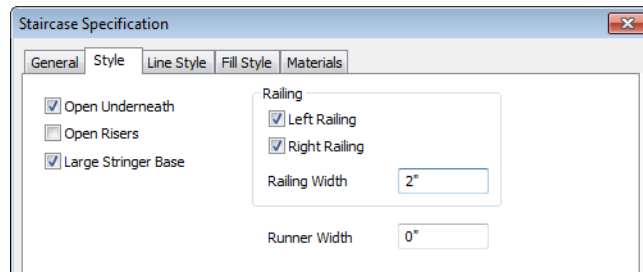 Staircase Specification
General Style Line Style Fill Style Materials
Open Underneath
Open Risers
Large Stringer Base
Railing
Left Railing
Right Railing
Railing Width 2"
Runner Width 0"